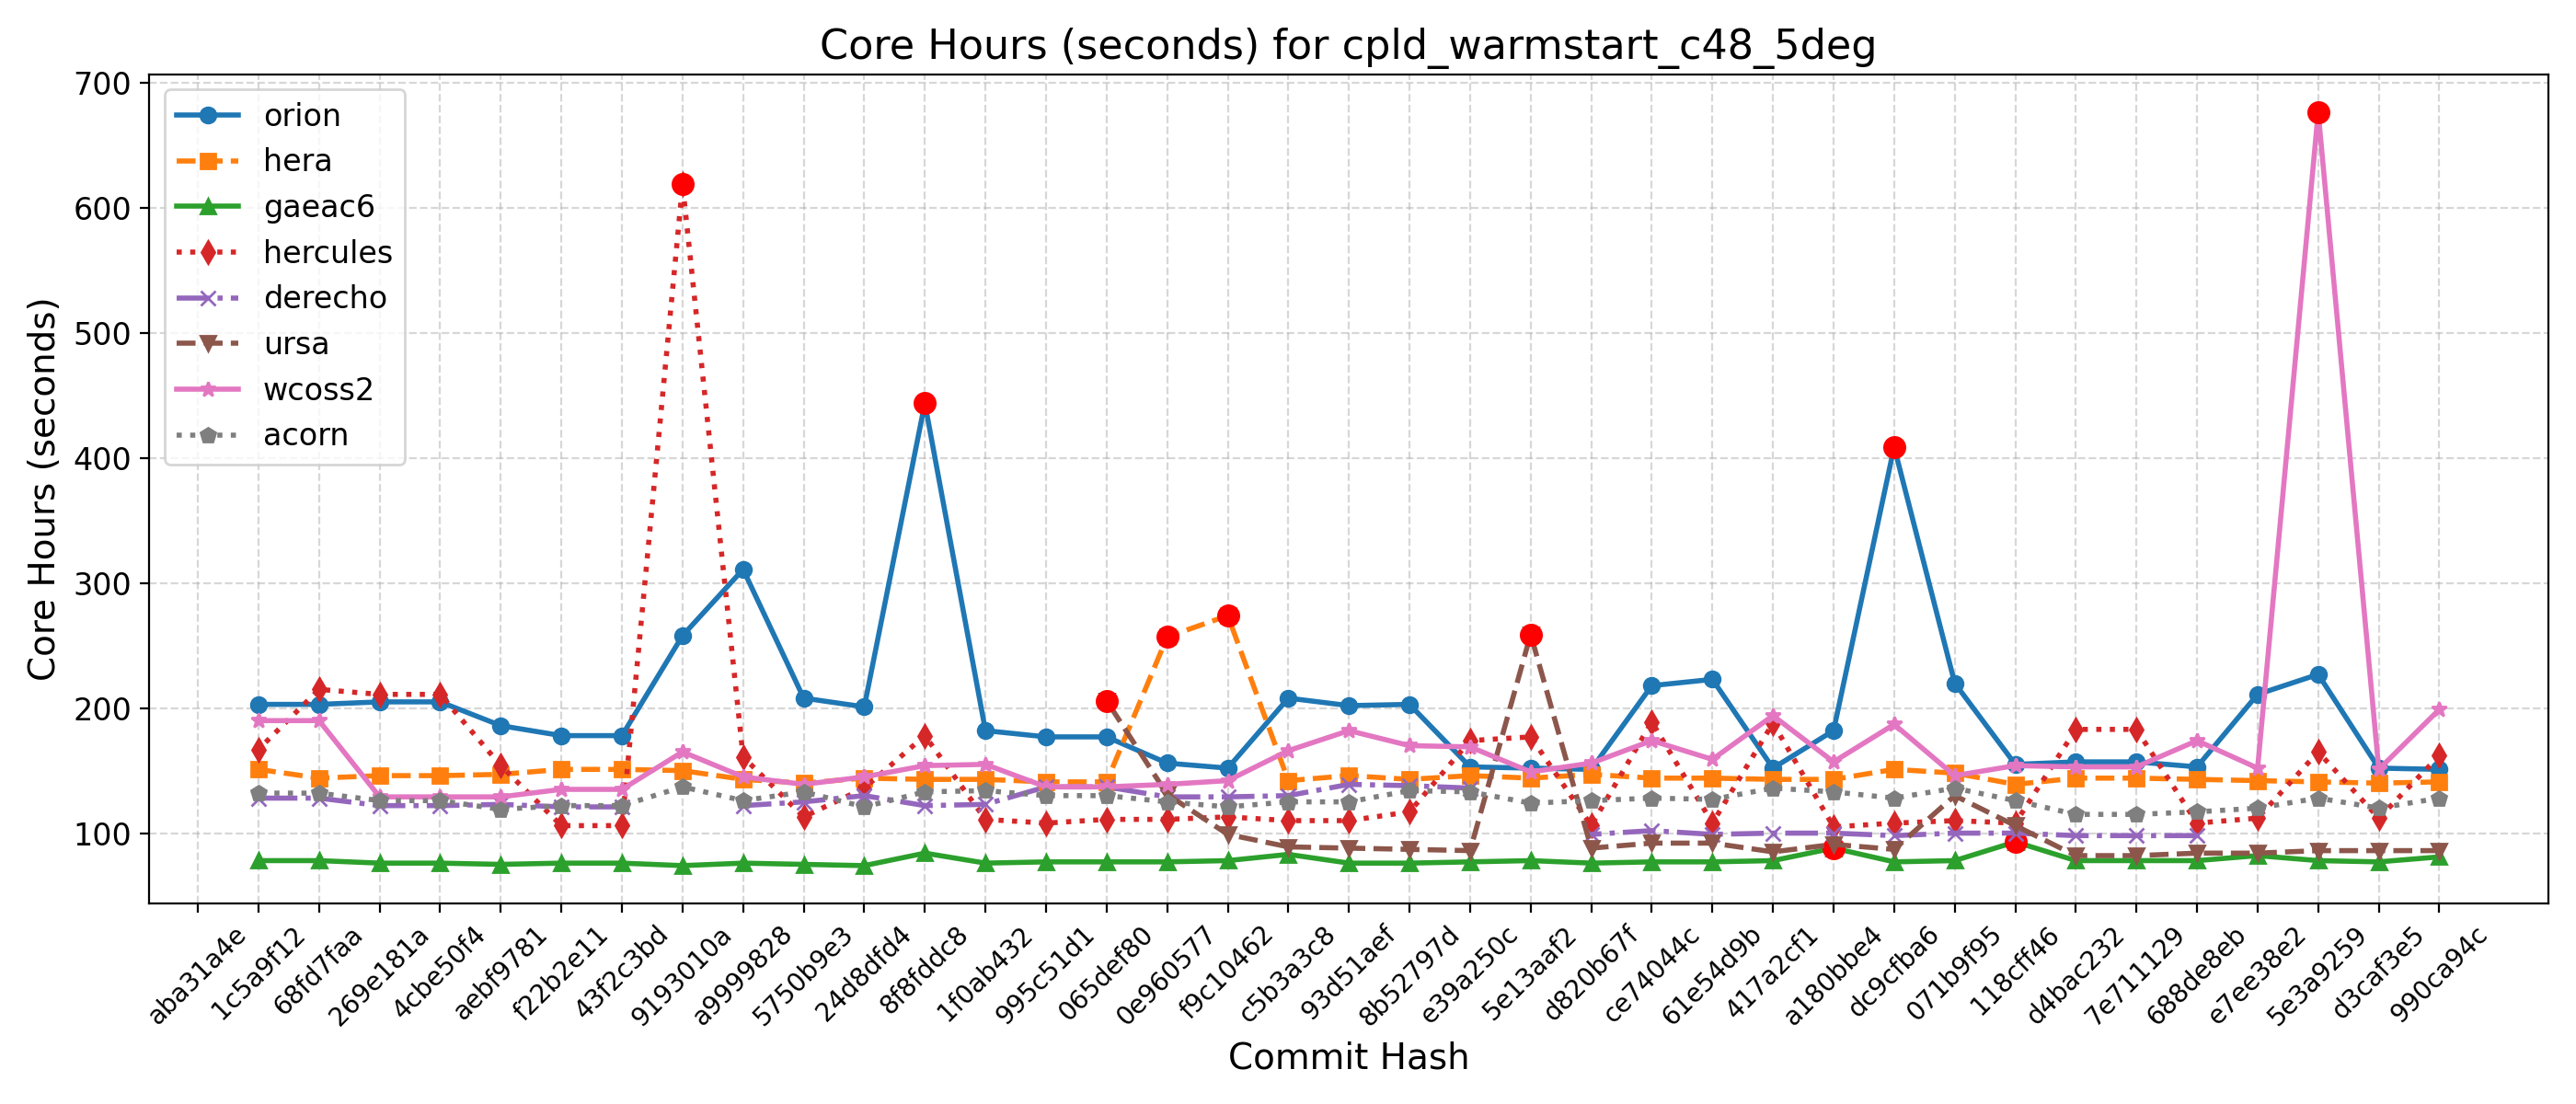 Core Hours (seconds) for cpld_warmstart_c48_5deg
Core Hours (seconds)
700
600
500
400
300
200
100
orion
hera
gaeac6
hercules
derecho
ursa
wcoss2
acorn
aba31a4e
1c5a9f12
68fd7faa
269e181a
4cbe50f4
aebf9781
f22b2e11
43f2c3bd
9193010a
a9999828
5750b9e3
24d8dfd4
8f8fddc8
1f0ab432
995c51d1
065def80
0e960577
f9c10462
c5b3a3c8
93d51aef
8b52797d
e39a250c
5e13aaf2
d820b67f
ce74044c
61e54d9b
417a2cf1
a180bbe4
dc9cfba6
071b9f95
118cff46
d4bac232
7e711129
688de8eb
e7ee38e2
5e3a9259
d3caf3e5
990ca94c
Commit Hash